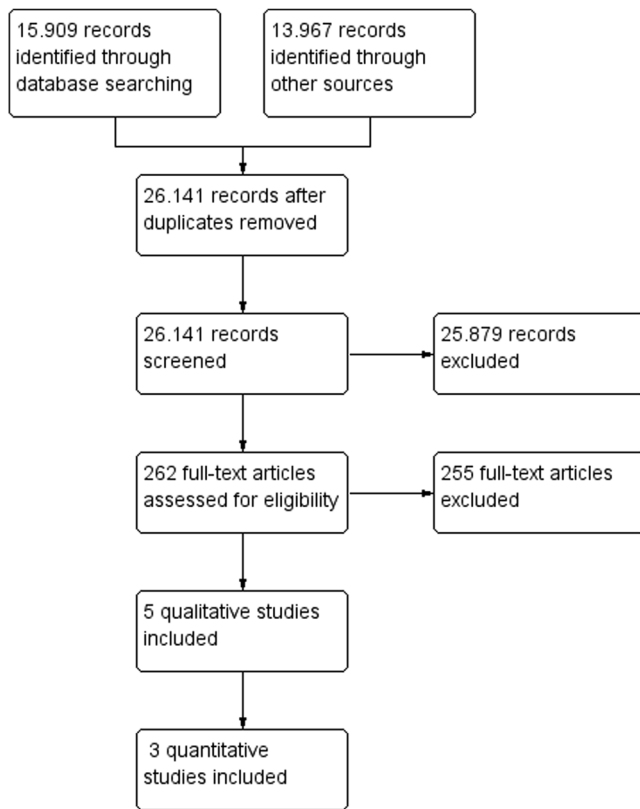 15.909 records
identified through
database searching
13.967 records
identified through
other sources
26.141 records after
duplicates removed
26.141 records
screened
25.879 records
excluded
262 full-text articles
assessed for eligibility
255 full-text articles
excluded
5 qualitative studies
included
3 quantitative
studies included